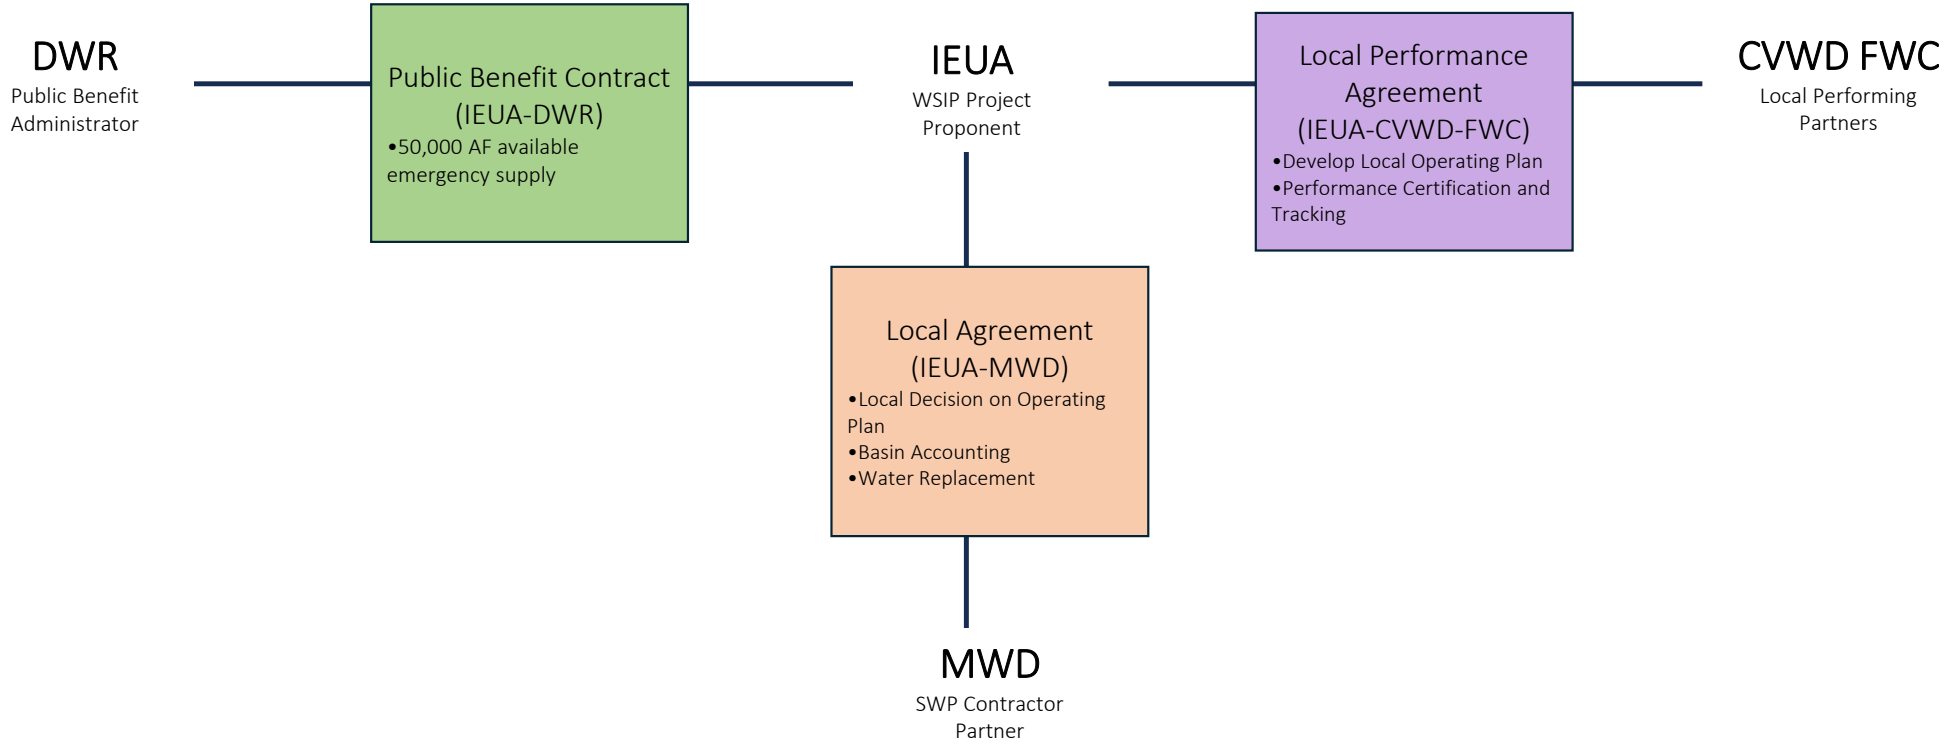 DWR
Public Benefit
Administrator
Public Benefit Contract
(IEUA-DWR)
•50,000 AF available
emergency supply
IEUA
WSIP Project
Proponent
Local Performance
Agreement
(IEUA-CVWD-FWC)
•Develop Local Operating Plan
•Performance Certification and
Tracking
CVWD FWC
Local Performing
Partners
Local Agreement
(IEUA-MWD)
•Local Decision on Operating
Plan
•Basin Accounting
•Water Replacement
MWD
SWP Contractor
Partner